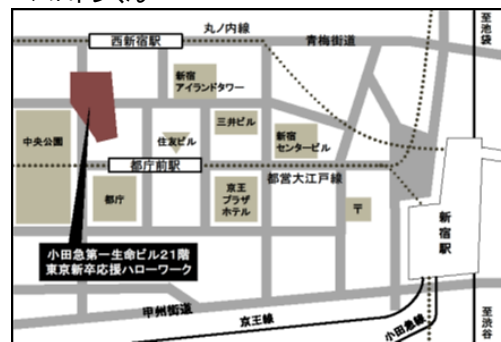 丸ノ内線
西新宿駅
青梅街道
至池袋
新宿
アイランドタワー
中央公園
住友ビル
三井ビル
新宿
センタービル
都庁前駅
都営大江戸線
都庁
京王
プラザ
ホテル
〒
新宿駅
小田急第一生命ビル21階
東京新卒応援ハローワーク
甲州街道
京王線
小田急線
至渋谷